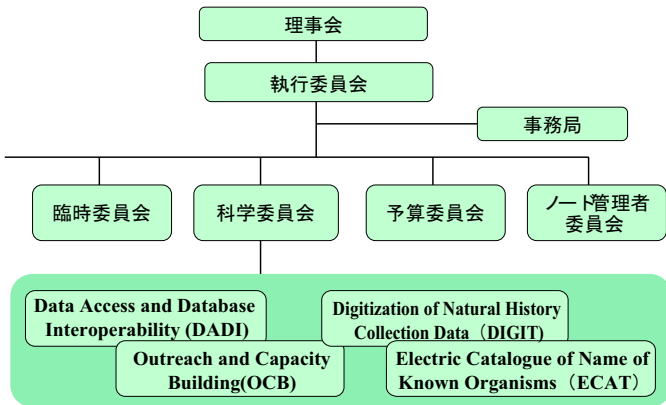 理事会
執行委員会
事務局
臨時委員会
科学委員会
予算委員会
ノード管理者
委員会
Data Access and Database
Interoperability (DADI)
Digitization of Natural History
Collection Data（DIGIT)
Outreach and Capacity
Building(OCB)
Electric Catalogue of Name of
Known Organisms（ECAT）